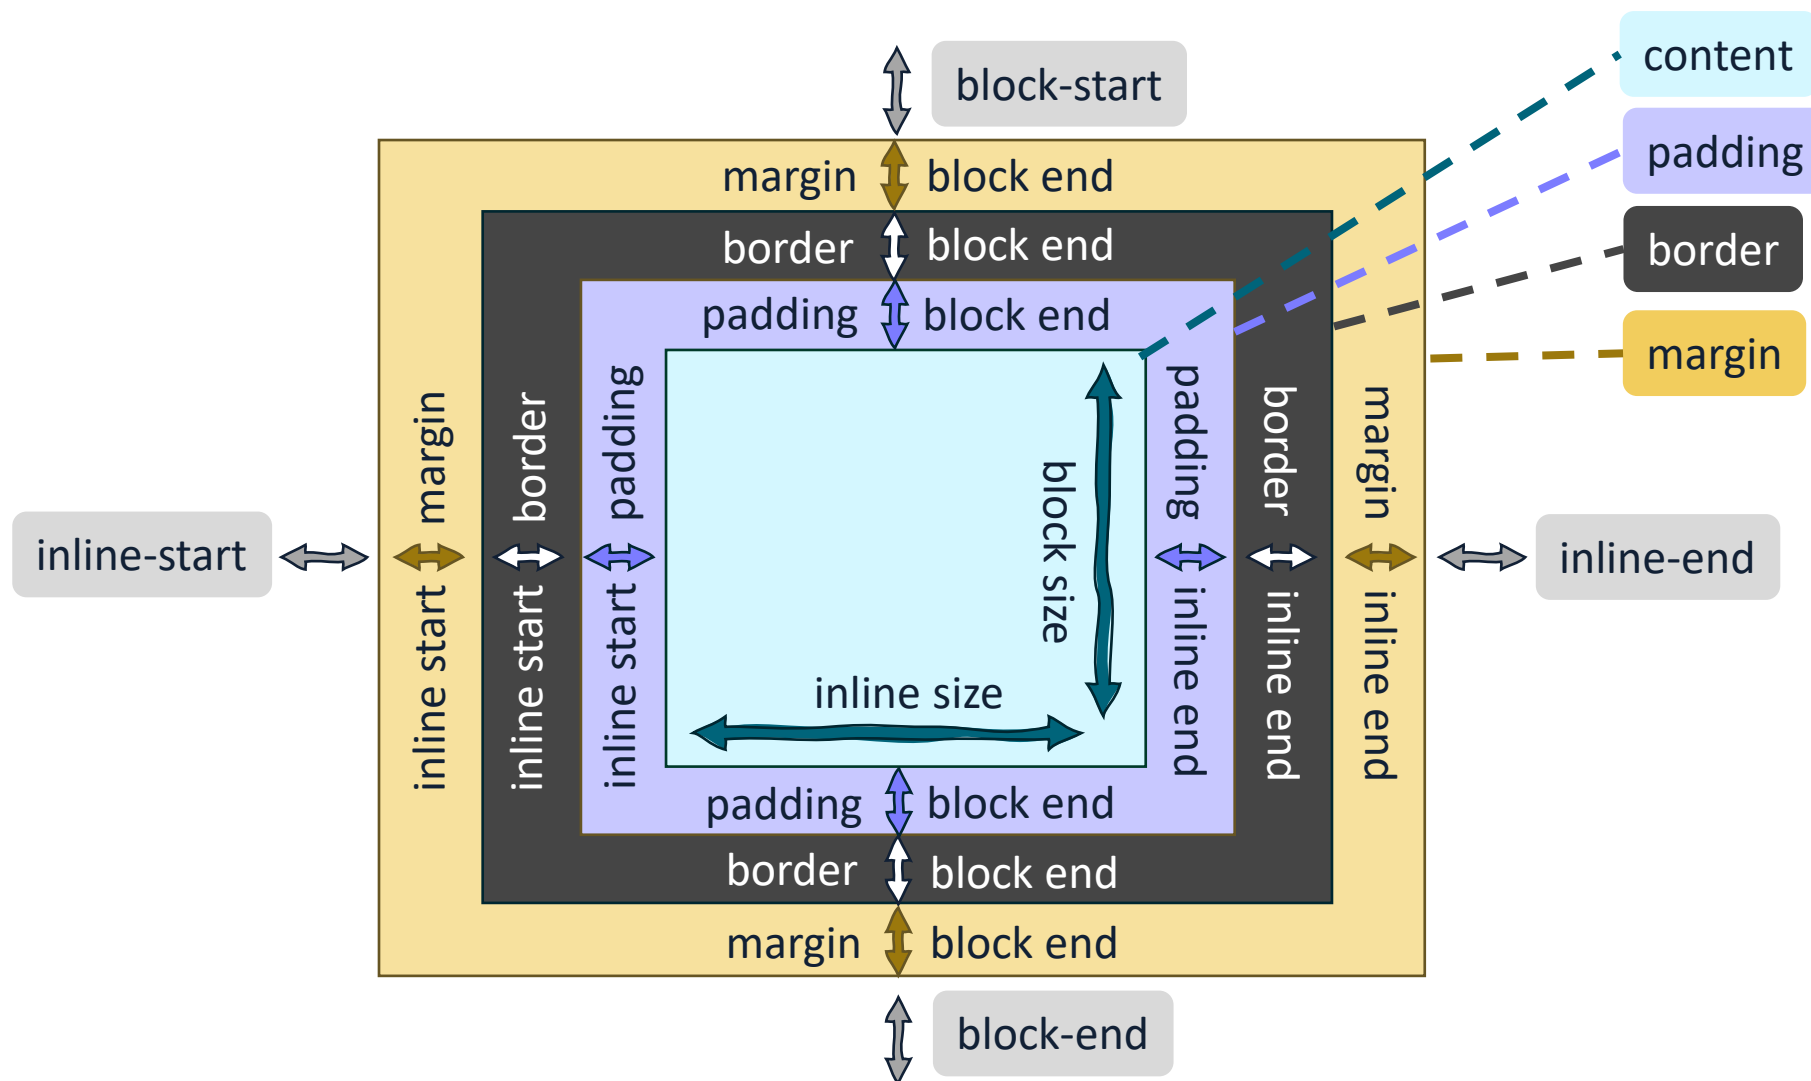 content
block-start
padding
margin block end
border
border block end
padding block end
margin
inline start margin
inline start border
inline start padding
block size
padding inline end
border inline end
margin inline end
inline-start
inline-end
inline size
padding block end
border block end
margin block end
block-end